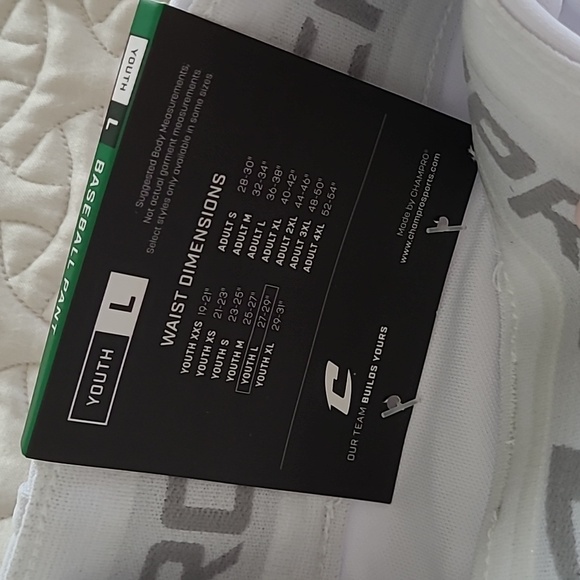 YOUTH L BASEBALL PANT
YOUTH L
Suggested Body Measurements.
Not actual garment measurements
Select styles only available in some sizes
WAIST DIMENSIONS
YOUTH XXS 19-21"
YOUTH XS 21-23"
YOUTH S 23-25"
YOUTH M 25-27"
YOUTH L 27-29"
YOUTH XL 29-31"
ADULT S 28-30"
ADULT M 32-34"
ADULT L 36-38"
ADULT XL 40-42"
ADULT 2XL 44-46"
ADULT 3XL 48-50"
ADULT 4XL 52-54"
C
OUR TEAM BUILDS YOURS
Made by CHAMPRO®
www.champrosports.com